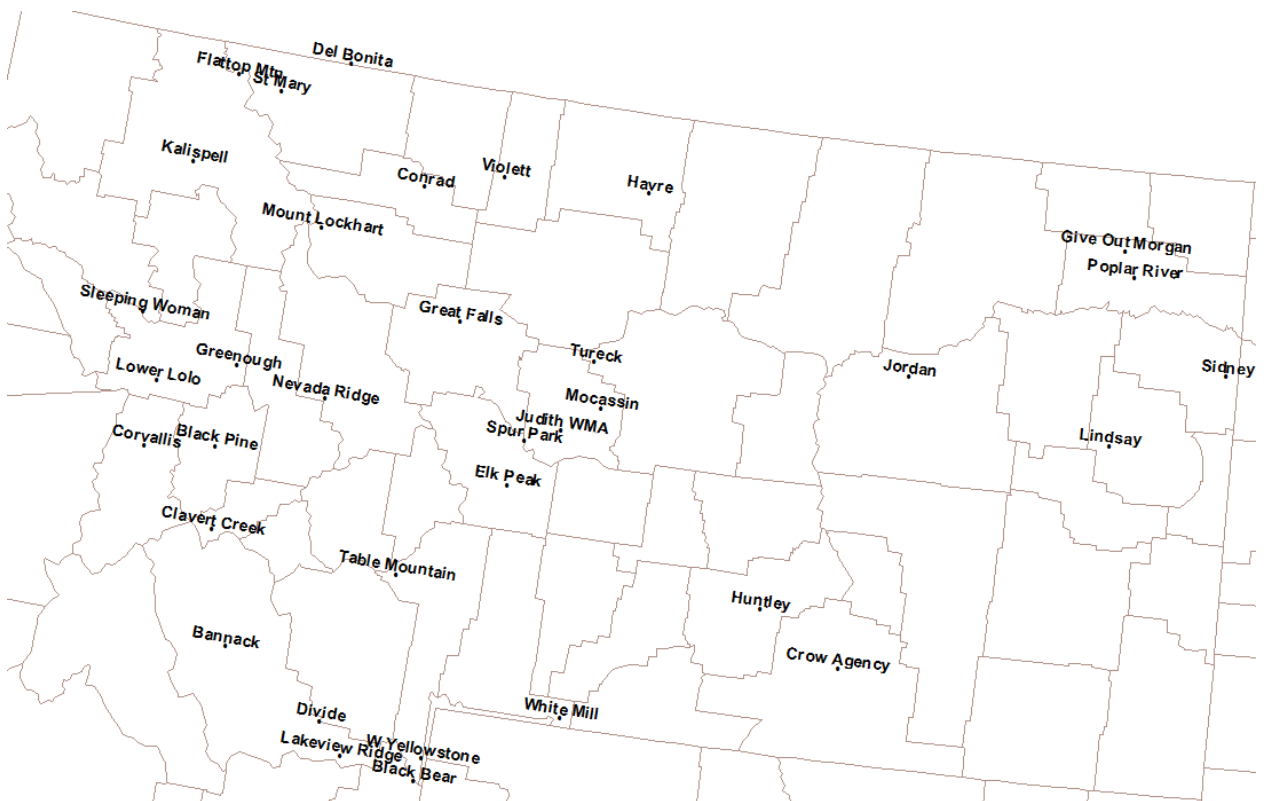 Del Bonita
Flattop Mtn
St Mary
Kalispell
Conrad
Violett
Havre
Mount Lockhart
Give Out Morgan
Poplar River
Sleeping Woman
Great Falls
Greenough
Tureck
Jordan
Sidney
Lower Lolo
Nevada Ridge
Mocassin
Judith WMA
Spur Park
Corvallis
Black Pine
Lindsay
Elk Peak
Clavert Creek
Table Mountain
Huntley
Bannack
Crow Agency
Divide
White Mill
Lakeview Ridge
W Yellowstone
Black Bear